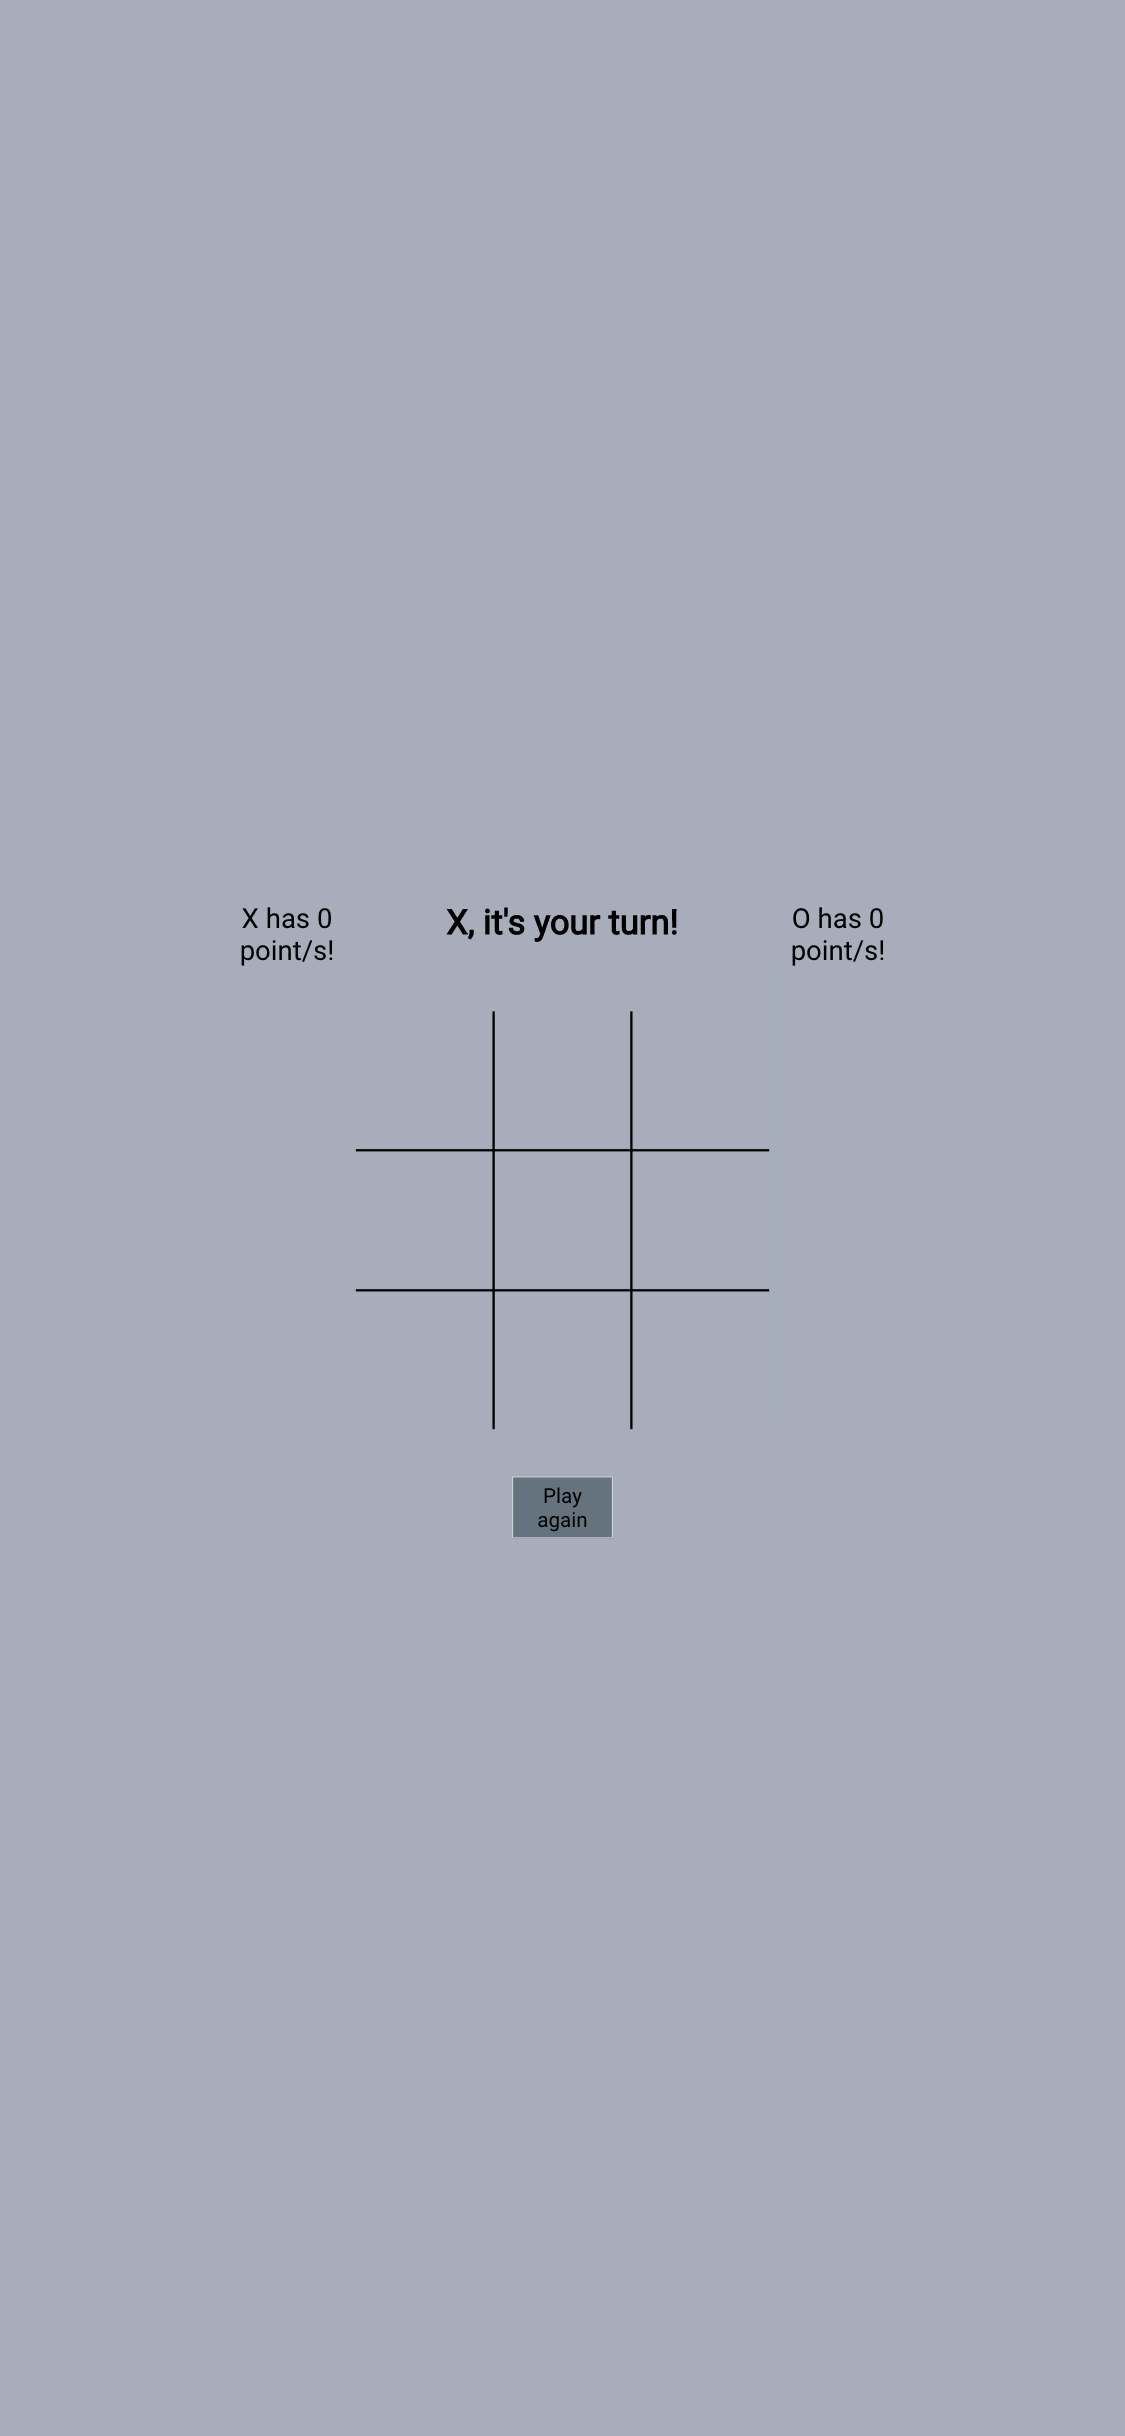 X has 0
point/s!
X, it's your turn!
O has 0
point/s!
Play
again